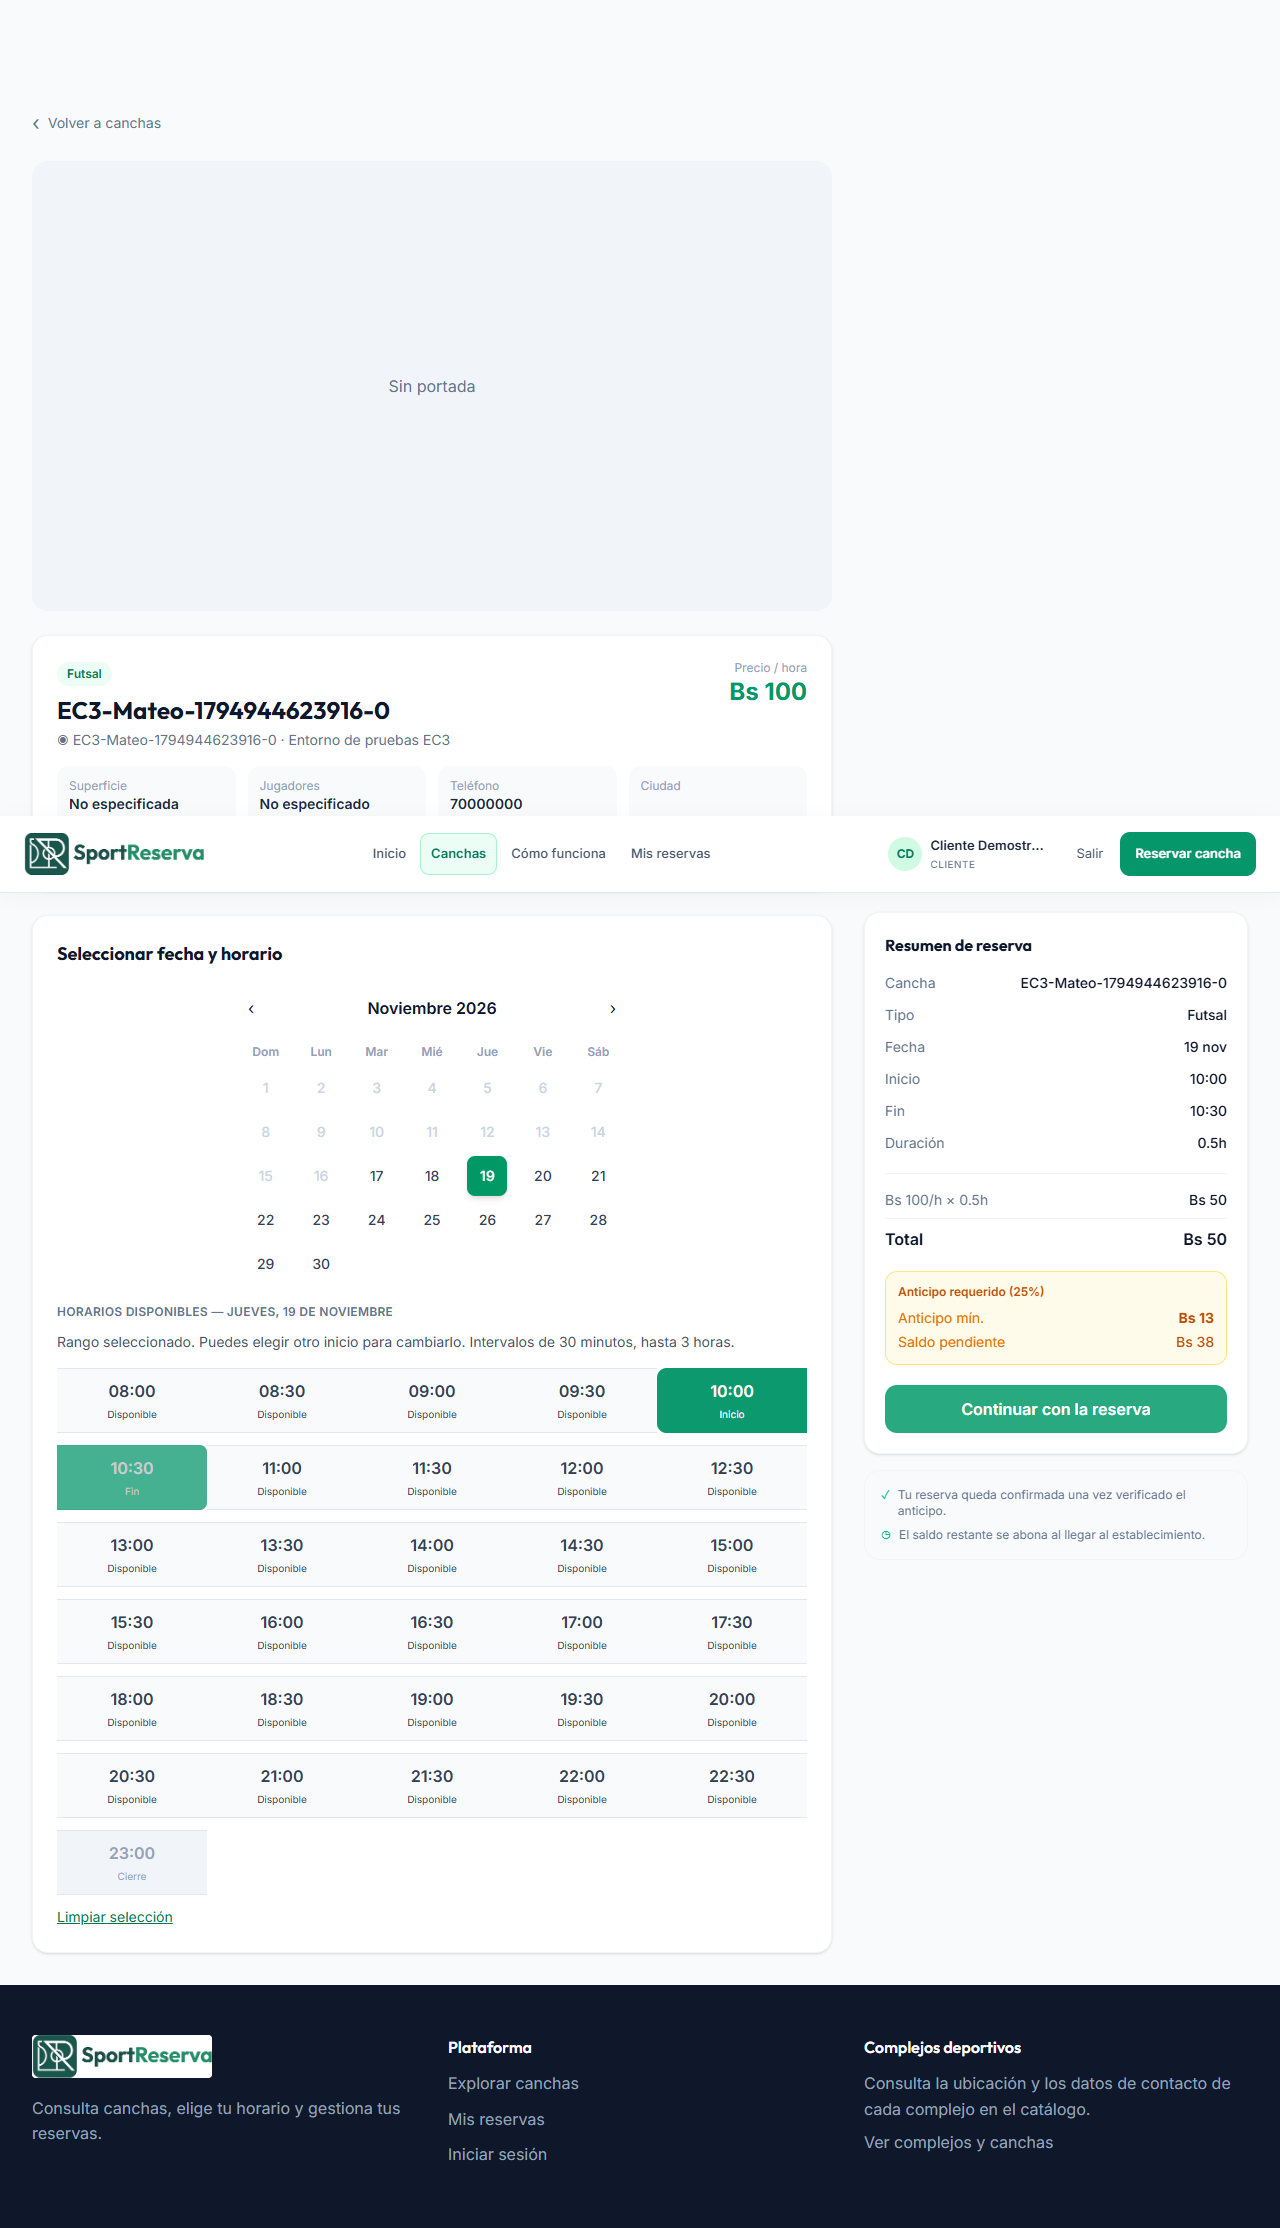 ‹ Volver a canchas
Sin portada
Futsal
Precio / hora
Bs 100
EC3-Mateo-1794944623916-0
◉ EC3-Mateo-1794944623916-0 · Entorno de pruebas EC3
Superficie
No especificada
Jugadores
No especificado
Teléfono
70000000
Ciudad
SportReserva
Inicio
Canchas
Cómo funciona
Mis reservas
CD
Cliente Demostr...
CLIENTE
Salir
Reservar cancha
Seleccionar fecha y horario
‹ Noviembre 2026 ›
Dom Lun Mar Mié Jue Vie Sáb
1 2 3 4 5 6 7
8 9 10 11 12 13 14
15 16 17 18 19 20 21
22 23 24 25 26 27 28
29 30
HORARIOS DISPONIBLES — JUEVES, 19 DE NOVIEMBRE
Rango seleccionado. Puedes elegir otro inicio para cambiarlo. Intervalos de 30 minutos, hasta 3 horas.
08:00 08:30 09:00 09:30 10:00
Disponible Disponible Disponible Disponible Inicio
10:30 11:00 11:30 12:00 12:30
Fin Disponible Disponible Disponible Disponible
13:00 13:30 14:00 14:30 15:00
Disponible Disponible Disponible Disponible Disponible
15:30 16:00 16:30 17:00 17:30
Disponible Disponible Disponible Disponible Disponible
18:00 18:30 19:00 19:30 20:00
Disponible Disponible Disponible Disponible Disponible
20:30 21:00 21:30 22:00 22:30
Disponible Disponible Disponible Disponible Disponible
23:00
Cierre
Limpiar selección
Resumen de reserva
Cancha EC3-Mateo-1794944623916-0
Tipo Futsal
Fecha 19 nov
Inicio 10:00
Fin 10:30
Duración 0.5h
Bs 100/h × 0.5h Bs 50
Total Bs 50
Anticipo requerido (25%)
Anticipo mín. Bs 13
Saldo pendiente Bs 38
Continuar con la reserva
✓ Tu reserva queda confirmada una vez verificado el
anticipo.
◷ El saldo restante se abona al llegar al establecimiento.
SportReserva
Consulta canchas, elige tu horario y gestiona tus
reservas.
Plataforma
Explorar canchas
Mis reservas
Iniciar sesión
Complejos deportivos
Consulta la ubicación y los datos de contacto de
cada complejo en el catálogo.
Ver complejos y canchas